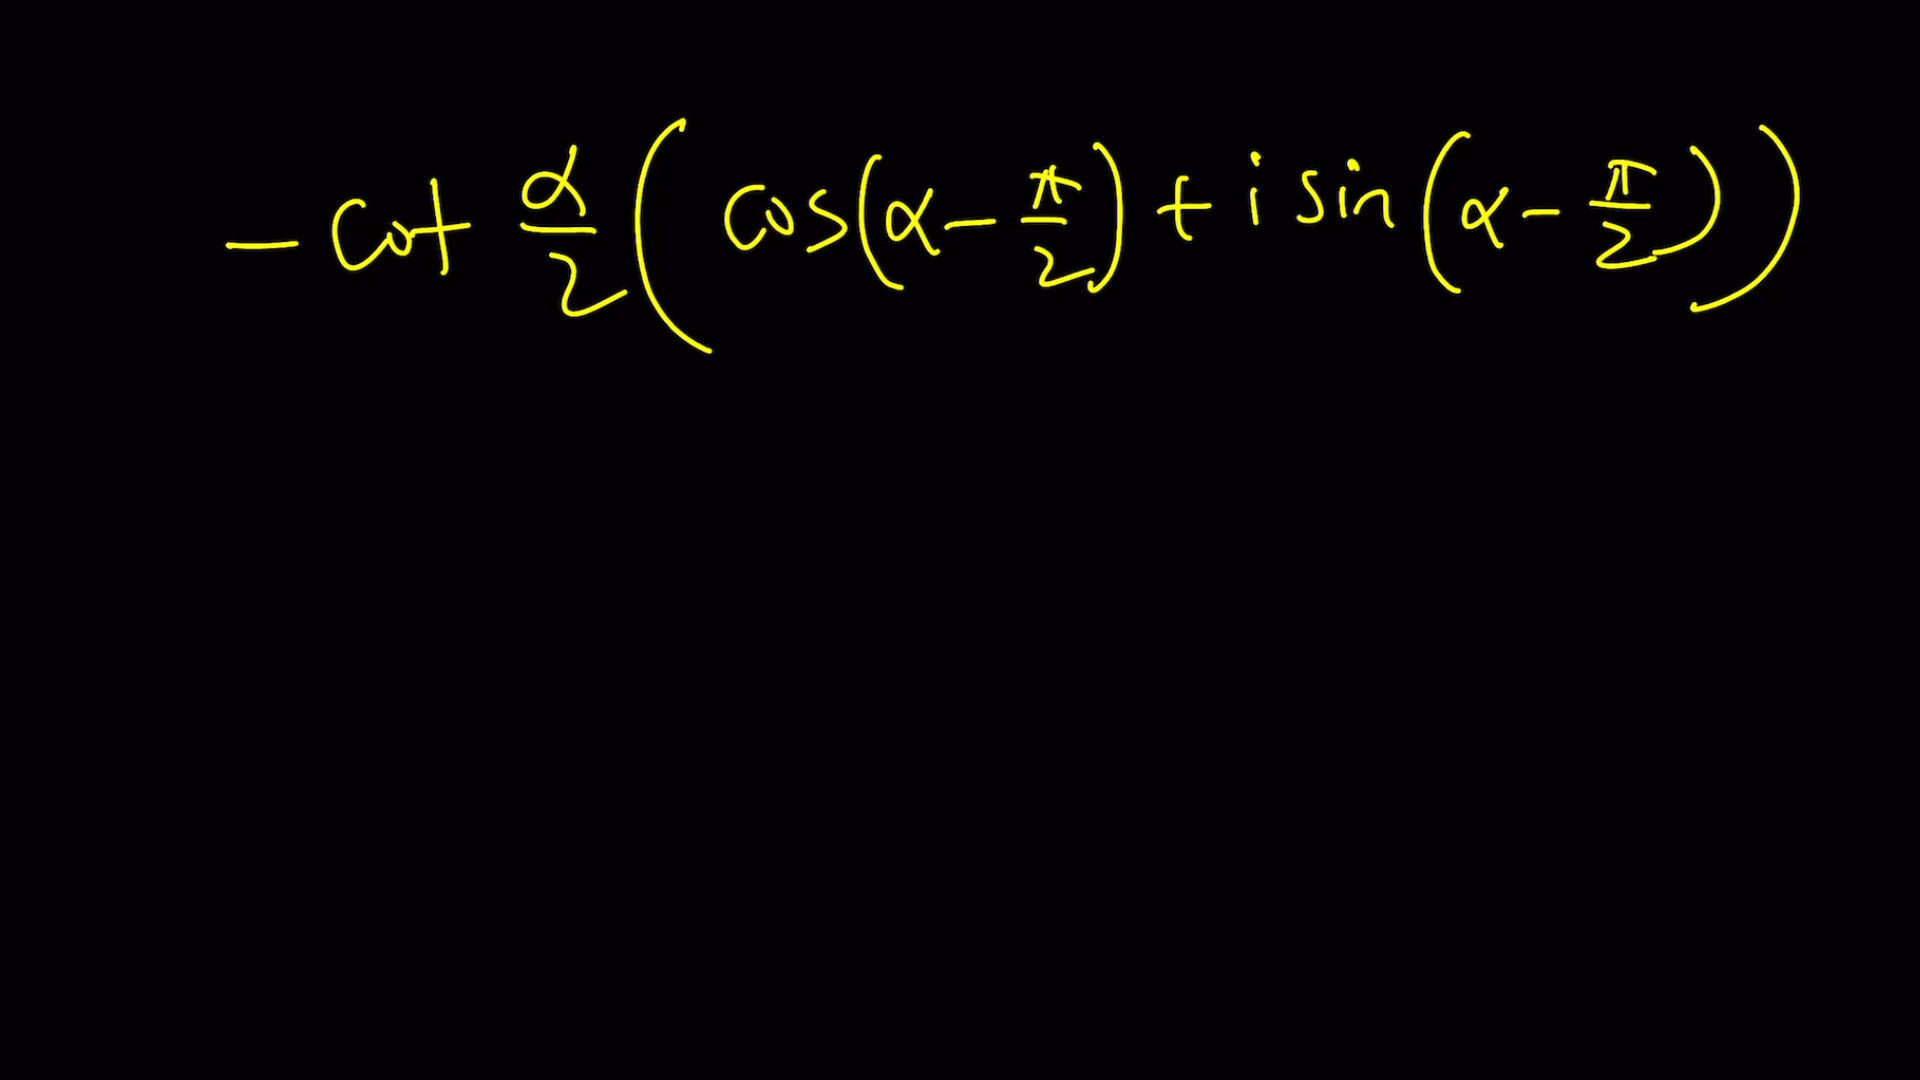 - cot α/2 ( cos(α - π/2) + i sin(α - π/2) )